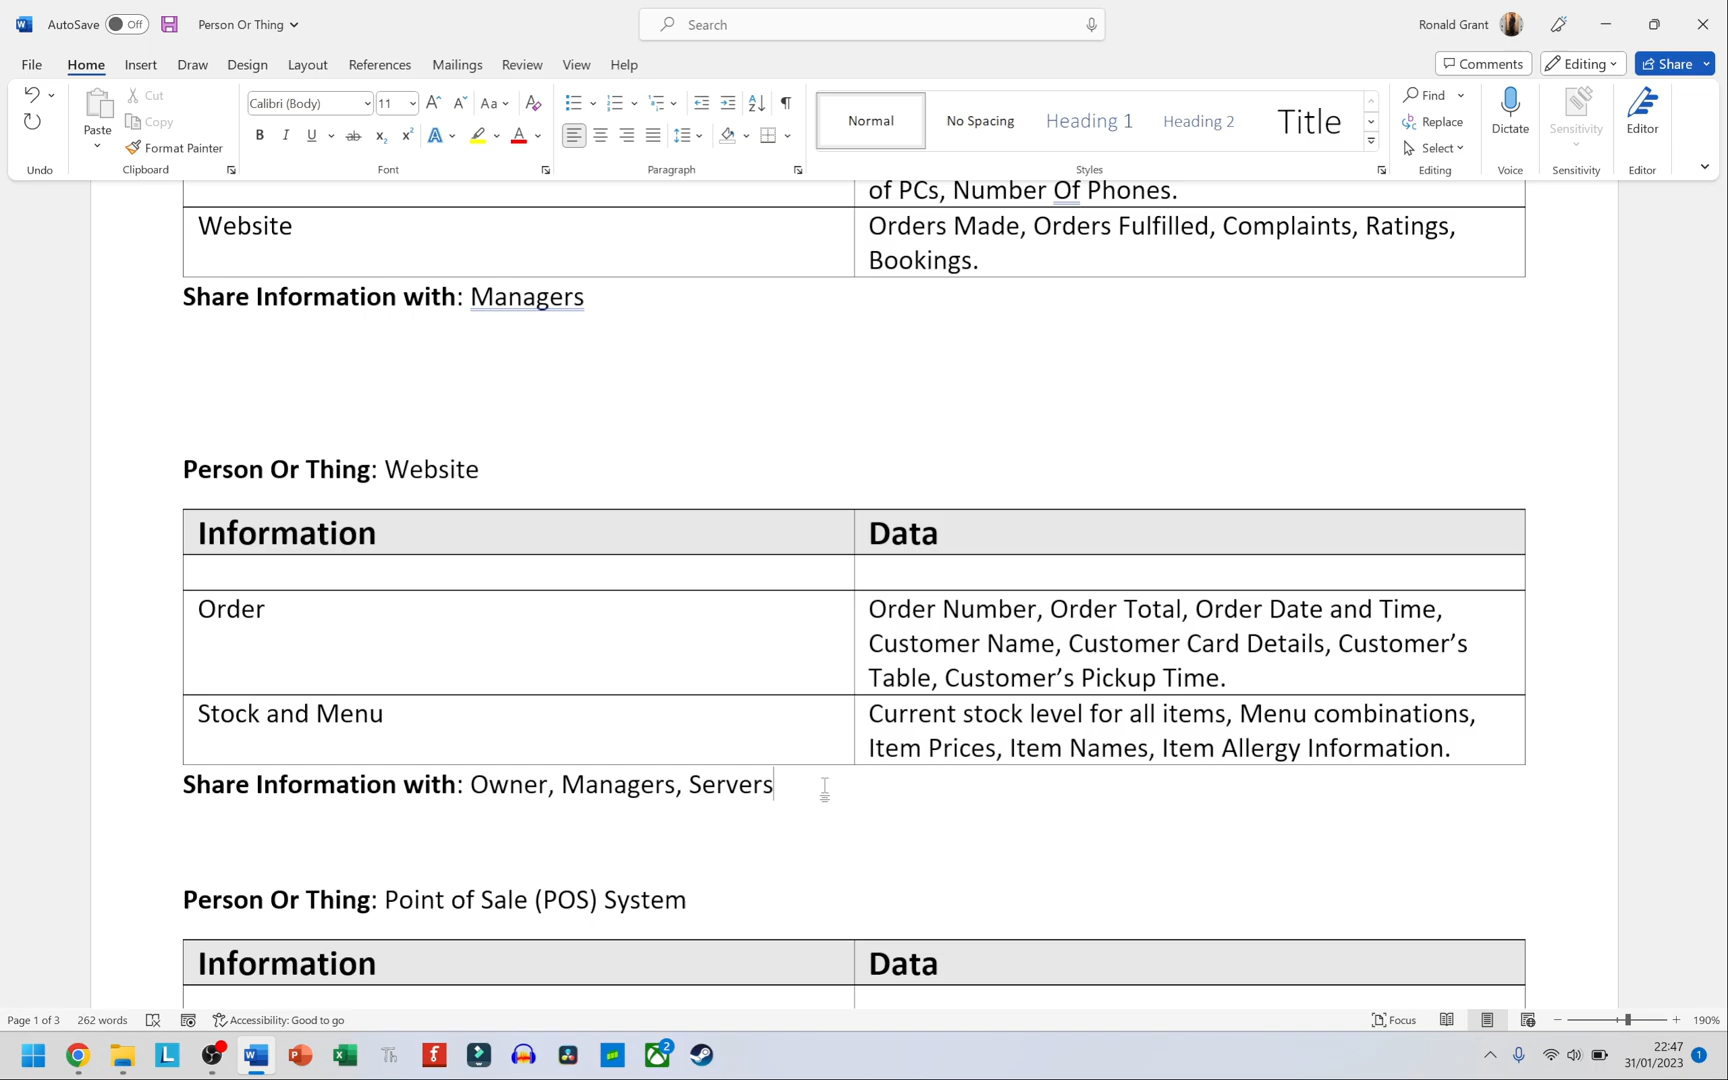 AutoSave Off Person Or Thing Search Ronald Grant
File Home Insert Draw Design Layout References Mailings Review View Help Comments Editing Share
Paste Cut Copy Format Painter
Calibri (Body) 11 Aa
B I U ab x₂ x² A A
Normal No Spacing Heading 1 Heading 2 Title
Find Replace Select
Dictate Sensitivity Editor
Undo Clipboard Font Paragraph Styles Editing Voice Sensitivity Editor
of PCs, Number Of Phones.
Website Orders Made, Orders Fulfilled, Complaints, Ratings,
Bookings.
Share Information with: Managers
Person Or Thing: Website
Information Data
Order Order Number, Order Total, Order Date and Time,
Customer Name, Customer Card Details, Customer’s
Table, Customer’s Pickup Time.
Stock and Menu Current stock level for all items, Menu combinations,
Item Prices, Item Names, Item Allergy Information.
Share Information with: Owner, Managers, Servers
Person Or Thing: Point of Sale (POS) System
Information Data
Page 1 of 3 262 words Accessibility: Good to go Focus 190%
22:47
31/01/2023